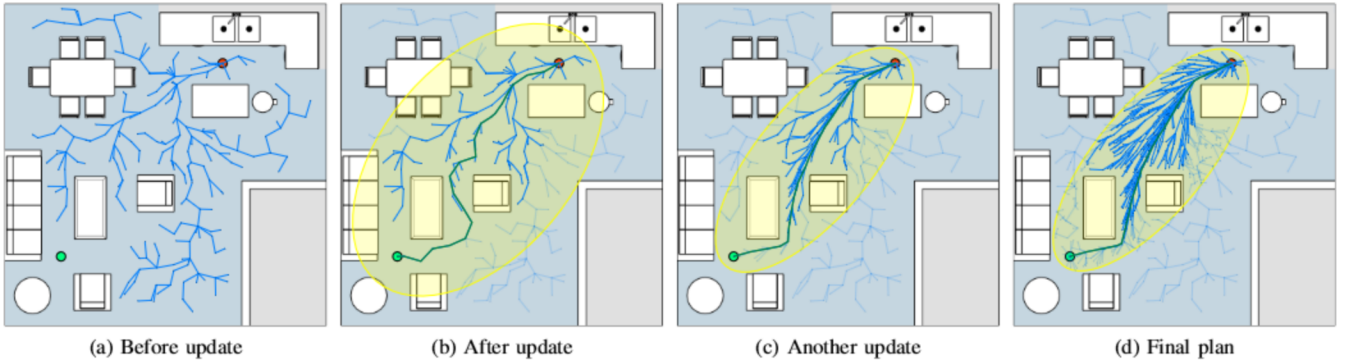 (a) Before update
(b) After update
(c) Another update
(d) Final plan